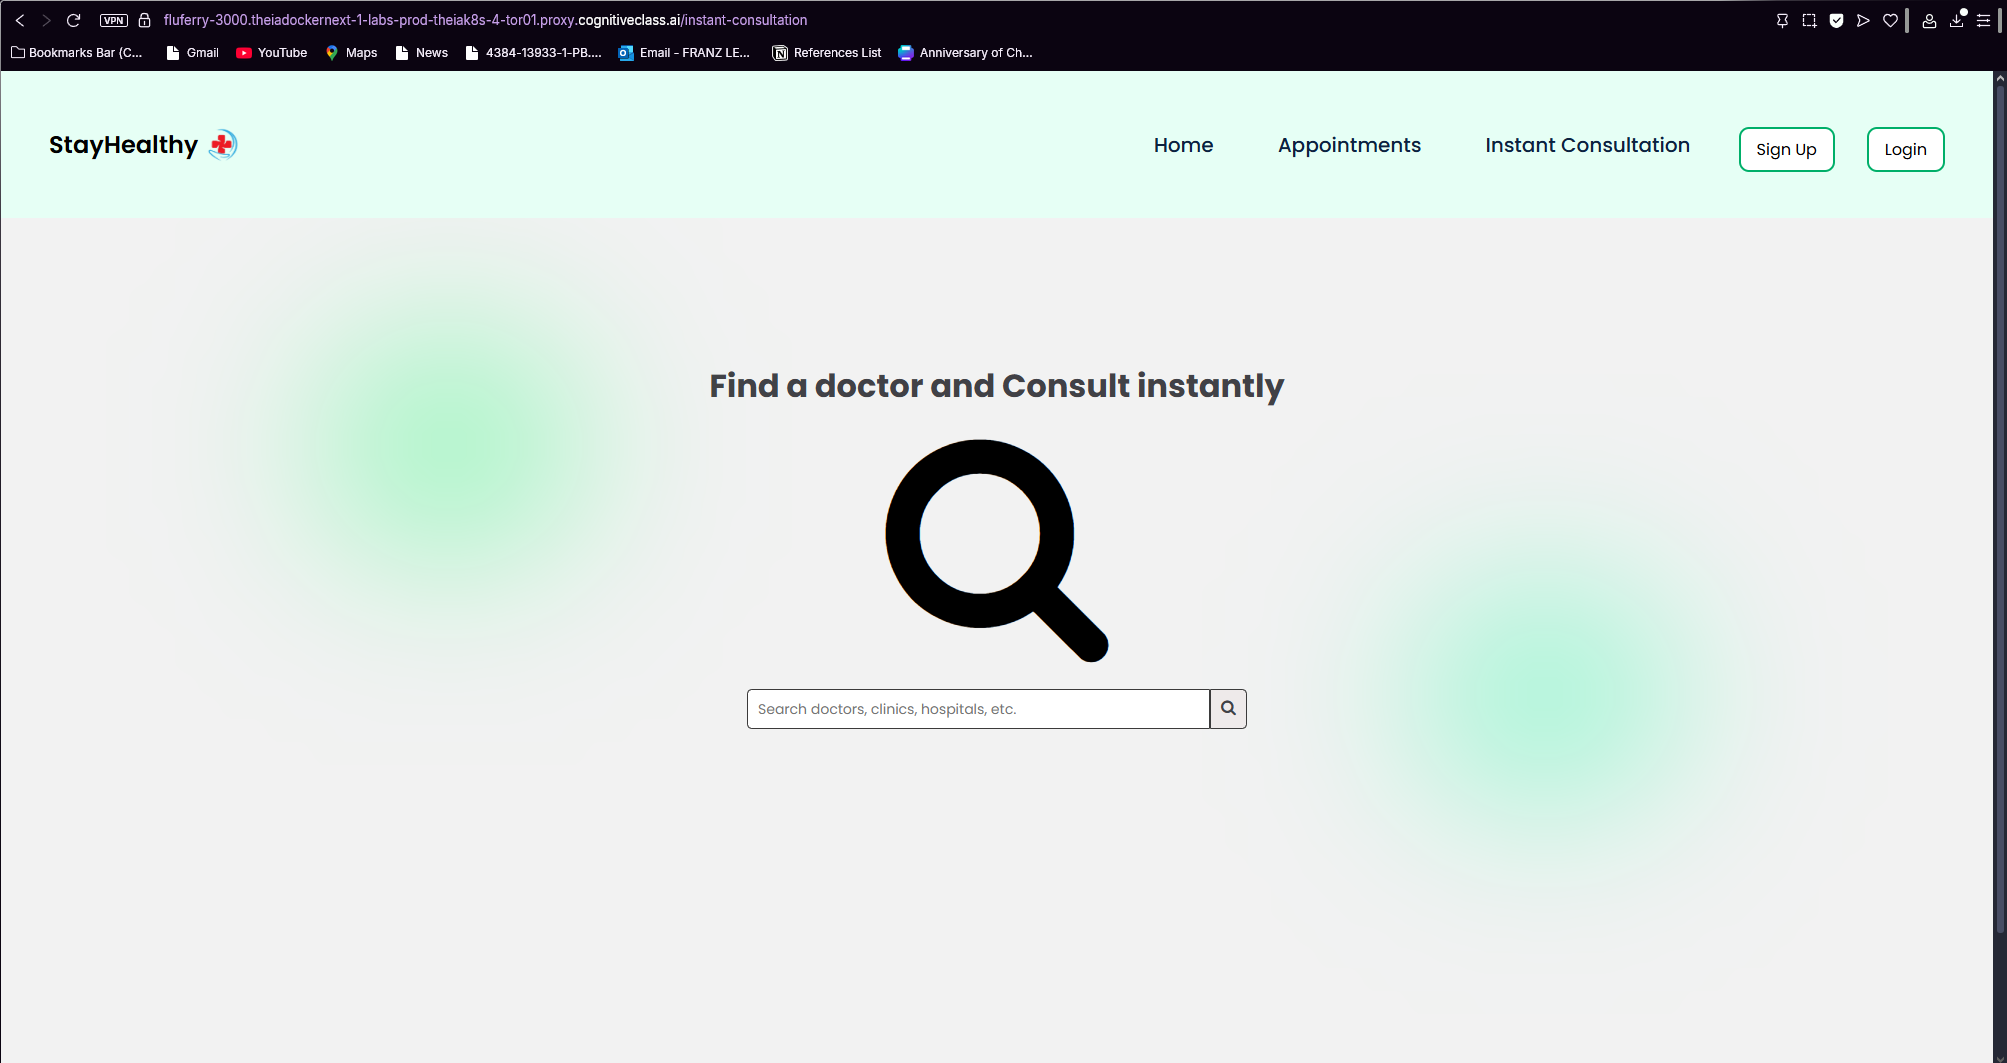 VPN fluferry-3000.theiadockernext-1-labs-prod-theiak8s-4-tor01.proxy.cognitiveclass.ai/instant-consultation
Bookmarks Bar (C... Gmail YouTube Maps News 4384-13933-1-PB.... Email - FRANZ LE... References List Anniversary of Ch...
StayHealthy Home Appointments Instant Consultation Sign Up Login
Find a doctor and Consult instantly
Search doctors, clinics, hospitals, etc.